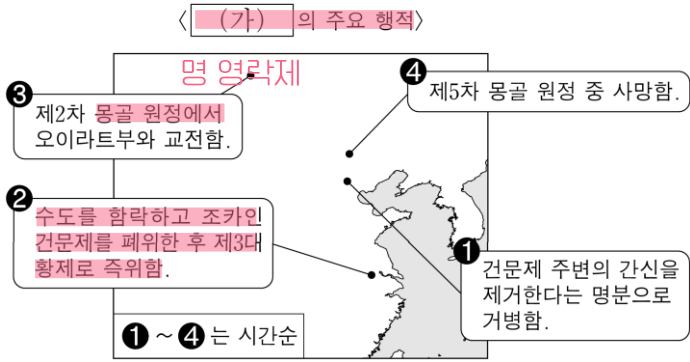 〈 (가) 의 주요 행적〉
명 영락제
❸
제2차 몽골 원정에서
오이라트부와 교전함.
❹
제5차 몽골 원정 중 사망함.
❷
수도를 함락하고 조카인
건문제를 폐위한 후 제3대
황제로 즉위함.
❶
건문제 주변의 간신을
제거한다는 명분으로
거병함.
❶ ~ ❹ 는 시간순